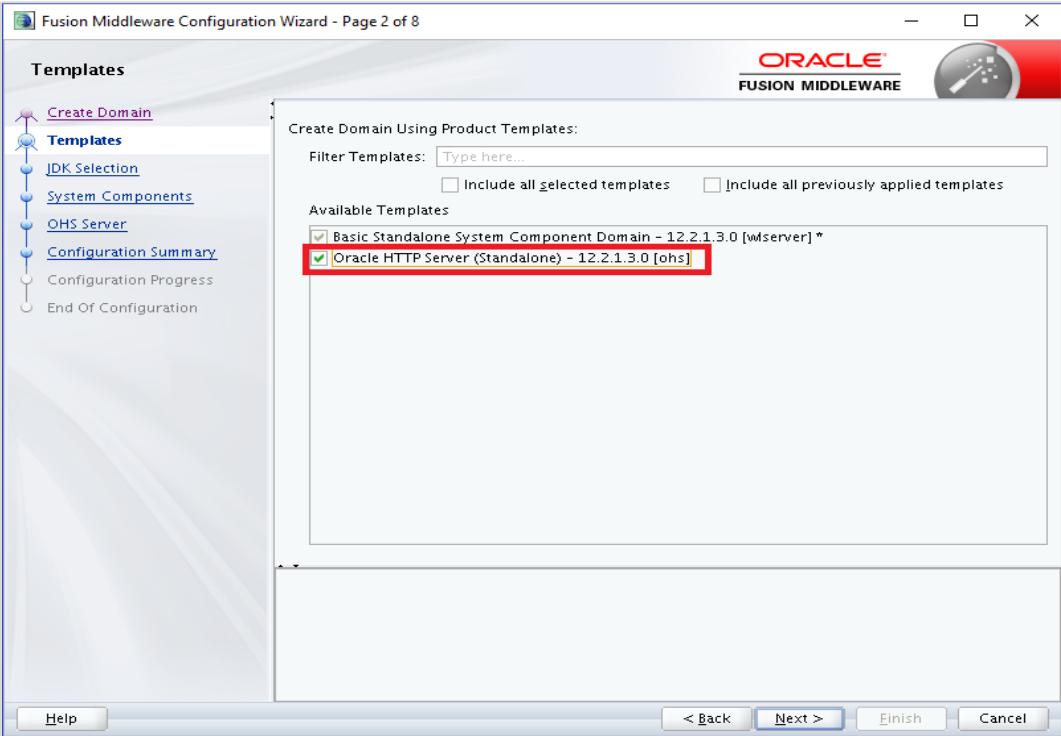 Fusion Middleware Configuration Wizard - Page 2 of 8
Templates
ORACLE
FUSION MIDDLEWARE
Create Domain
Templates
JDK Selection
System Components
OHS Server
Configuration Summary
Configuration Progress
End Of Configuration
Create Domain Using Product Templates:
Filter Templates: Type here...
Include all selected templates Include all previously applied templates
Available Templates
Basic Standalone System Component Domain - 12.2.1.3.0 [wlserver] *
Oracle HTTP Server (Standalone) - 12.2.1.3.0 [ohs]
Help < Back Next > Finish Cancel